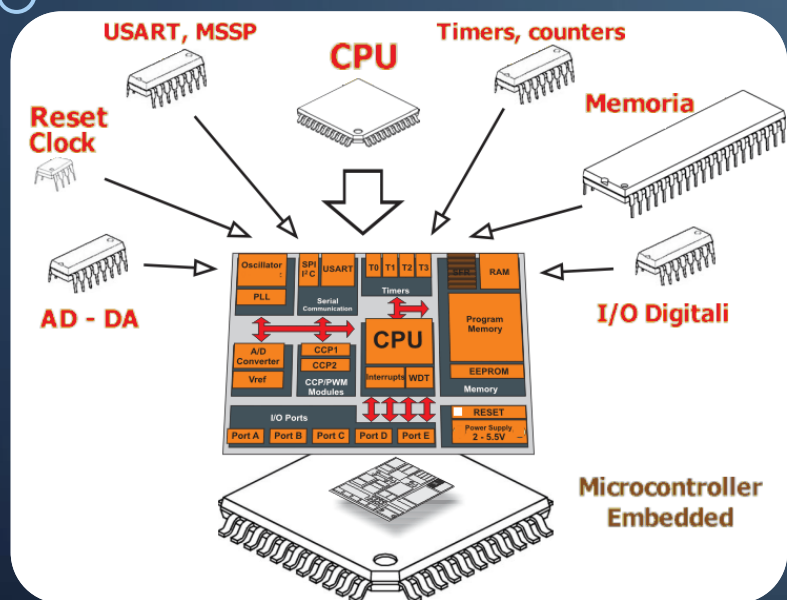 USART, MSSP
CPU
Timers, counters
Reset
Clock
Memoria
AD - DA
I/O Digitali
Oscillator
:
PLL
SPI
I²C
USART
Serial
Communication
T0 T1 T2 T3
Timers
SFR
RAM
Program
Memory
EEPROM
Memory
A/D
Converter
Vref
CCP1
CCP2
CCP/PWM
Modules
CPU
Interrupts
WDT
I/O Ports
Port A
Port B
Port C
Port D
Port E
RESET
Power Supply
2 - 5.5V
Microcontroller
Embedded